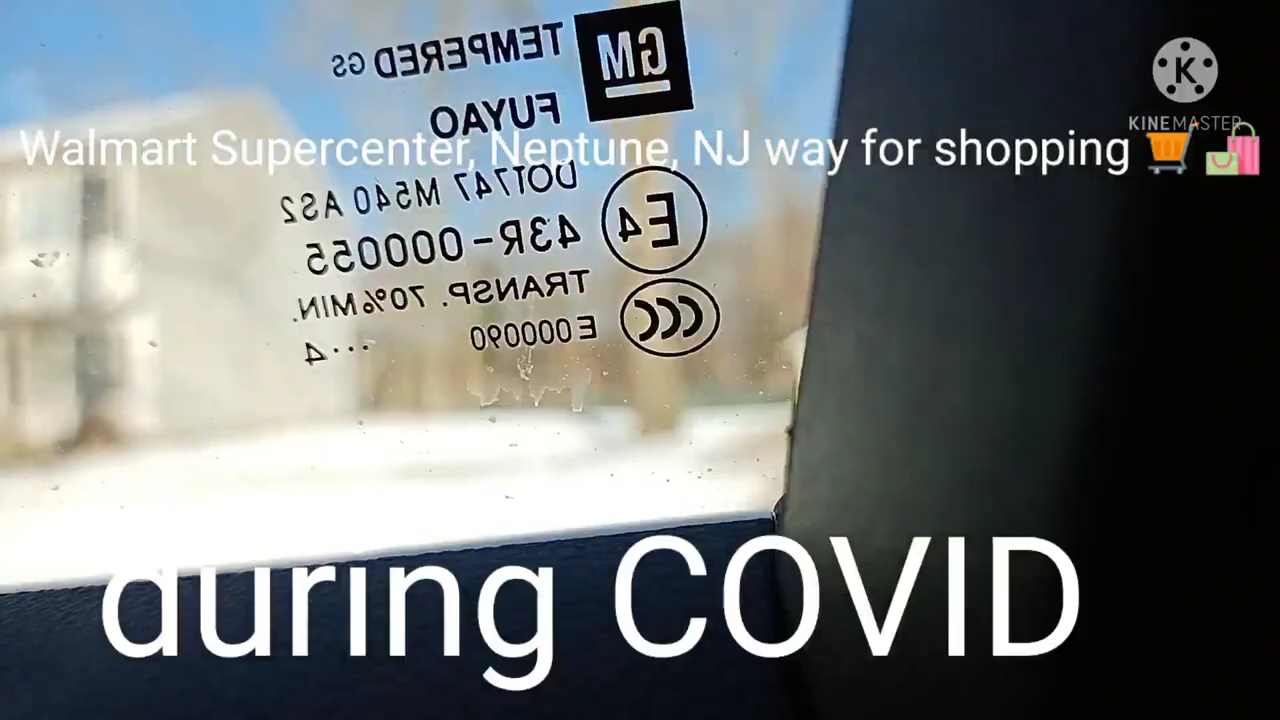 GM
TEMPERED GS
FUYAO
KINEMASTER
Walmart Supercenter, Neptune, NJ way for shopping 🛒 🛍️
DOT747 M540 AS2
E4
43R-000055
TRANSP. 70%MIN.
CCC
E000090
... 4
during COVID